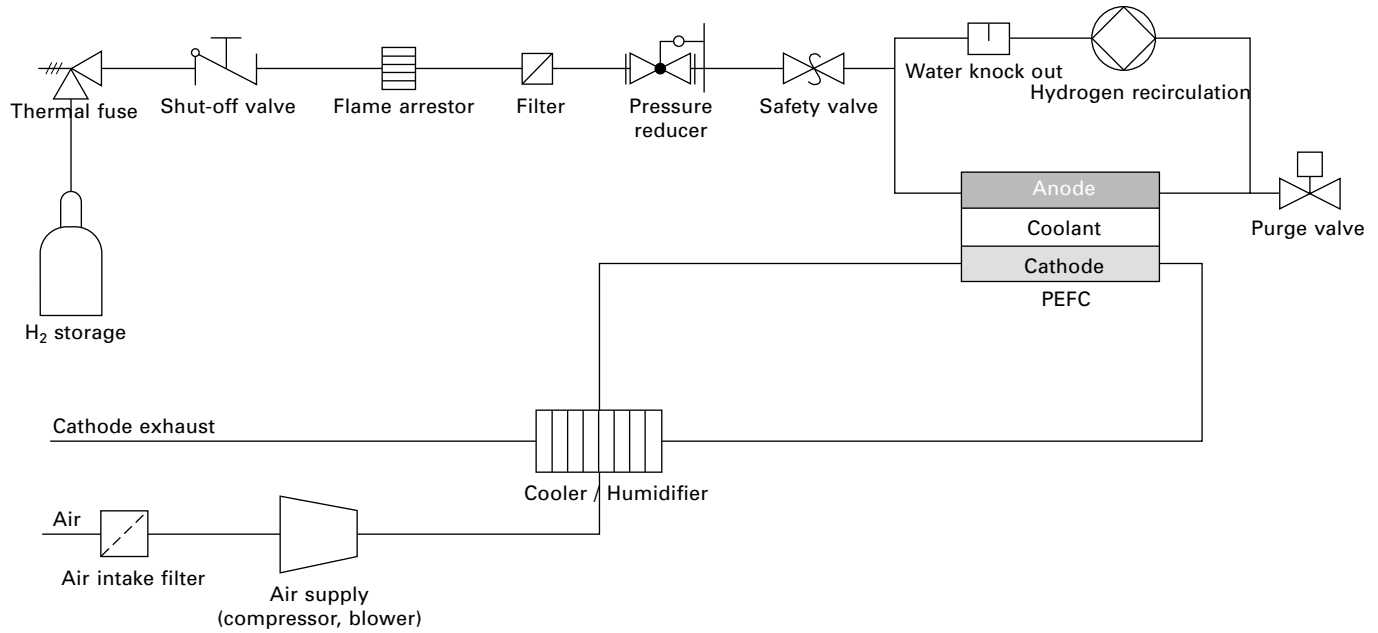 Water knock out
Hydrogen recirculation
Thermal fuse
Shut-off valve
Flame arrestor
Filter
Pressure
reducer
Safety valve
Anode
Coolant
Cathode
PEFC
Purge valve
H₂ storage
Cathode exhaust
Cooler / Humidifier
Air
Air intake filter
Air supply
(compressor, blower)